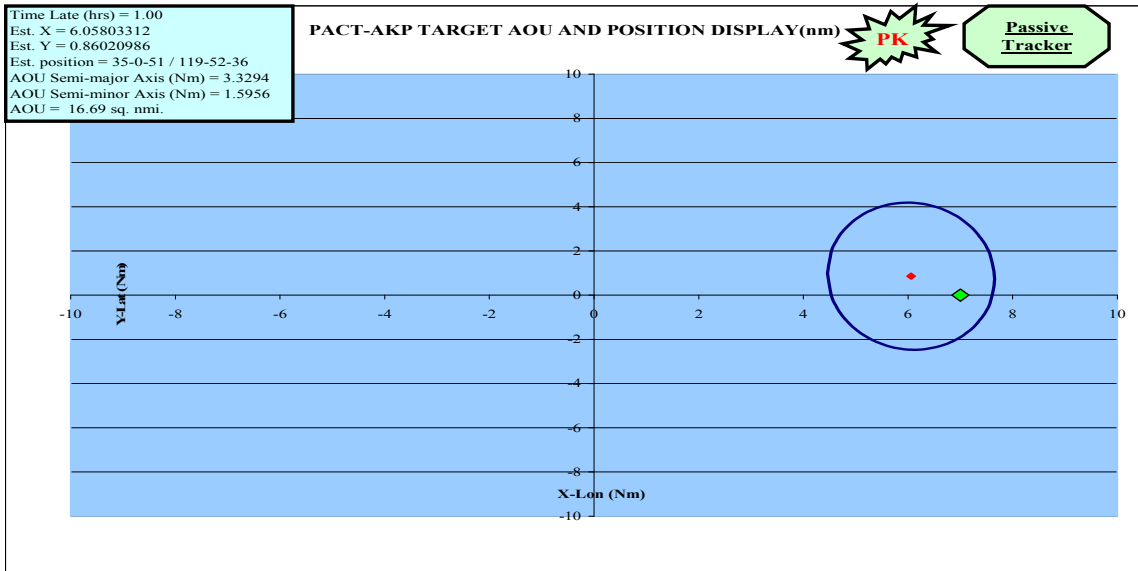 Time Late (hrs) = 1.00
Est. X = 6.05803312
Est. Y = 0.86020986
Est. position = 35-0-51 / 119-52-36
AOU Semi-major Axis (Nm) = 3.3294
AOU Semi-minor Axis (Nm) = 1.5956
AOU =  16.69 sq. nmi.
PACT-AKP TARGET AOU AND POSITION DISPLAY(nm)
PK
Passive
Tracker
10
8
6
4
2
0
-2
-4
-6
-8
-10
-10 -8 -6 -4 -2 0 2 4 6 8 10
Y-Lat (Nm)
X-Lon (Nm)